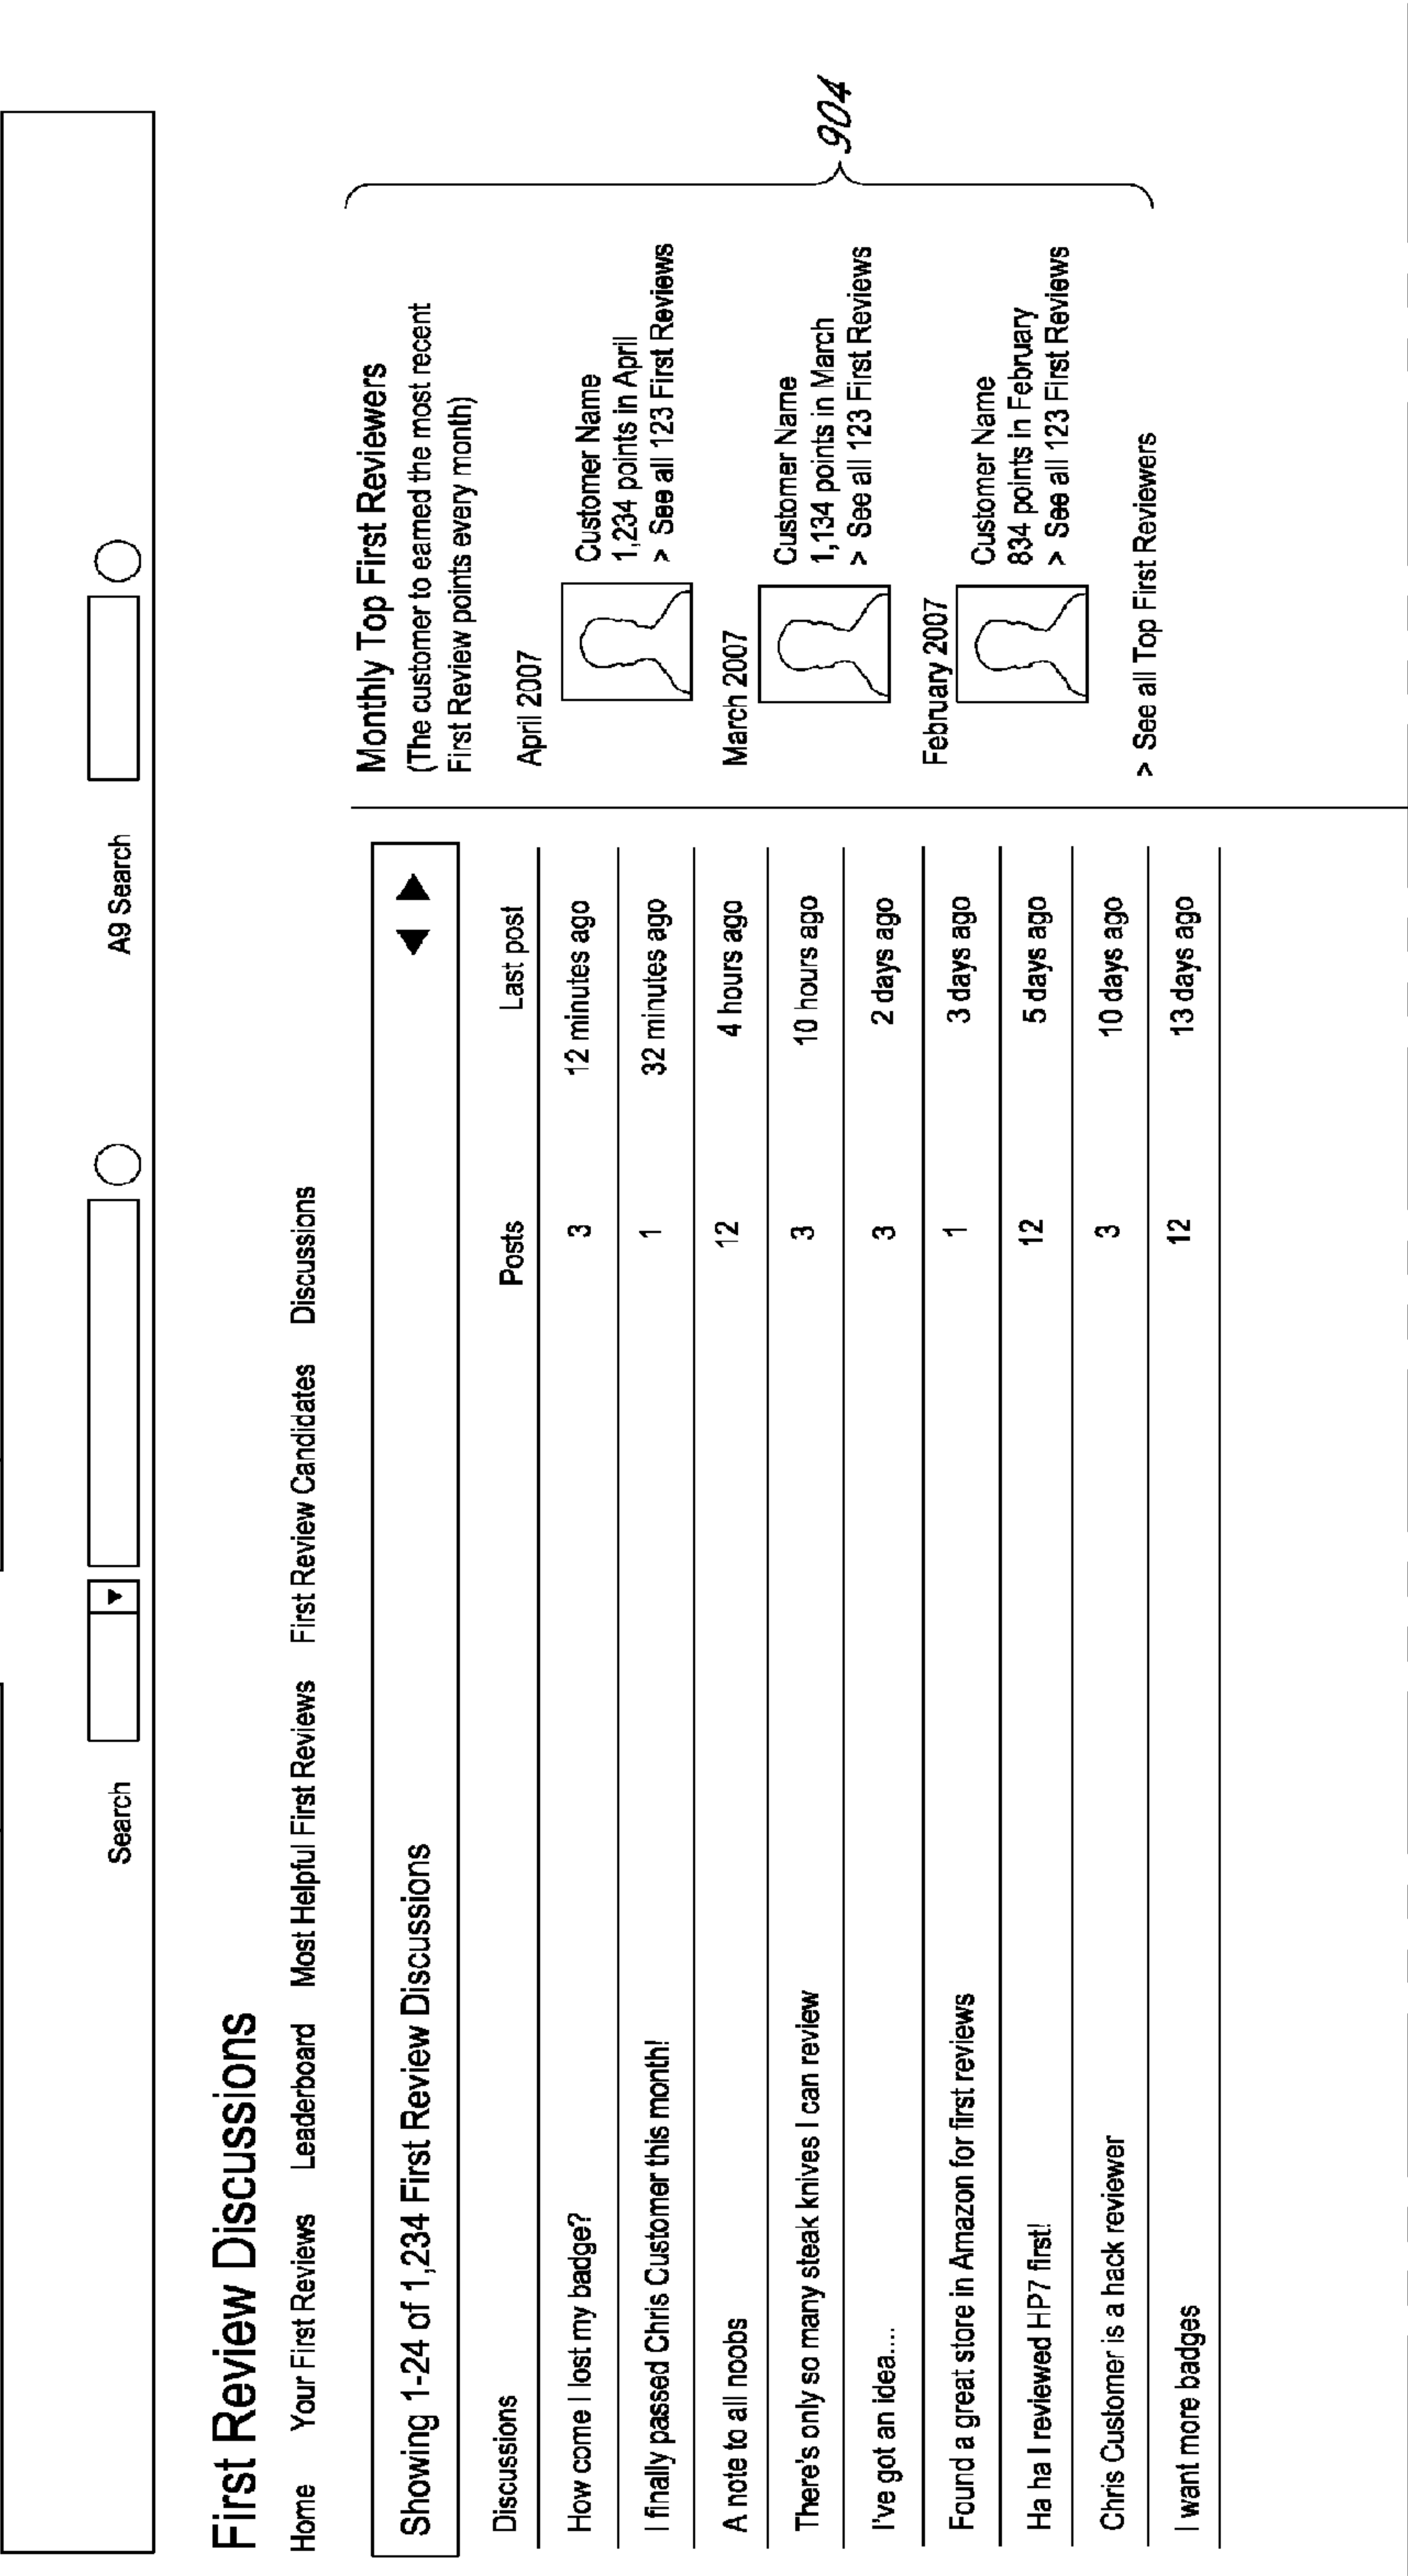 Search A9 Search
First Review Discussions
Home Your First Reviews Leaderboard Most Helpful First Reviews First Review Candidates Discussions
Showing 1-24 of 1,234 First Review Discussions
Discussions Posts Last post
How come I lost my badge? 3 12 minutes ago
I finally passed Chris Customer this month! 1 32 minutes ago
A note to all noobs 12 4 hours ago
There's only so many steak knives I can review 3 10 hours ago
I've got an idea.... 3 2 days ago
Found a great store in Amazon for first reviews 1 3 days ago
Ha ha I reviewed HP7 first! 12 5 days ago
Chris Customer is a hack reviewer 3 10 days ago
I want more badges 12 13 days ago
Monthly Top First Reviewers
(The customer to earned the most recent
First Review points every month)
April 2007
Customer Name
1,234 points in April
> See all 123 First Reviews
March 2007
Customer Name
1,134 points in March
> See all 123 First Reviews
February 2007
Customer Name
834 points in February
> See all 123 First Reviews
> See all Top First Reviewers
904